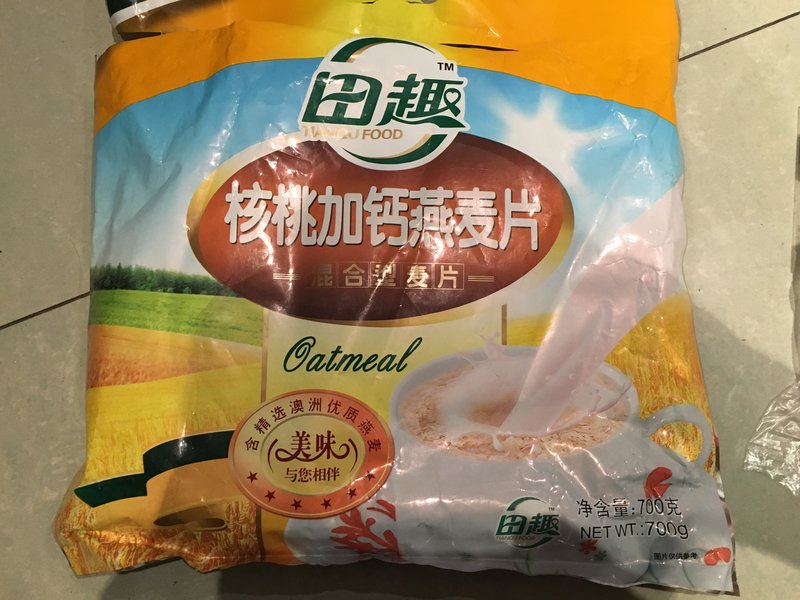 田趣™
TIANQU FOOD
核桃加钙燕麦片
混合型麦片
Oatmeal
含精选澳洲优质燕麦
美味
与您相伴
田趣
TIANQU FOOD
净含量:700克
NET WT.:700g
图片仅供参考